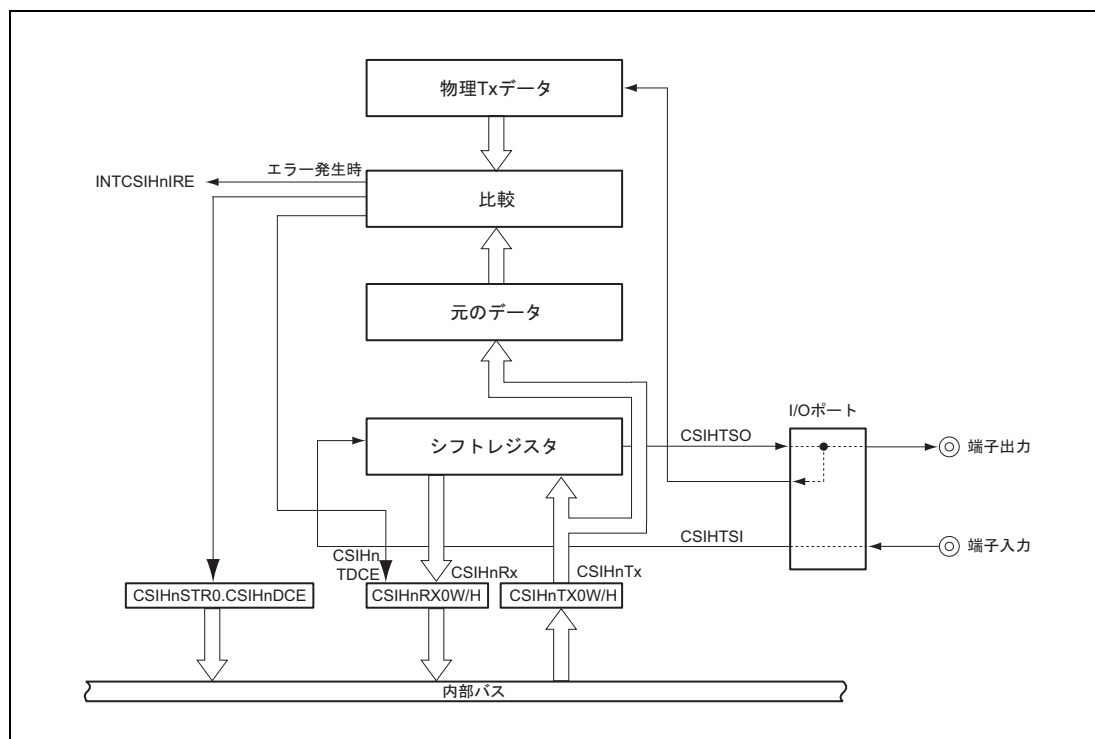 物理Txデータ
エラー発生時
INTCSIHnIRE
比較
元のデータ
I/Oポート
シフトレジスタ
CSIHTSO
端子出力
CSIHTSI
端子入力
CSIHn
TDCE
CSIHnRx
CSIHnTx
CSIHnSTR0.CSIHnDCE
CSIHnRX0W/H
CSIHnTX0W/H
内部バス